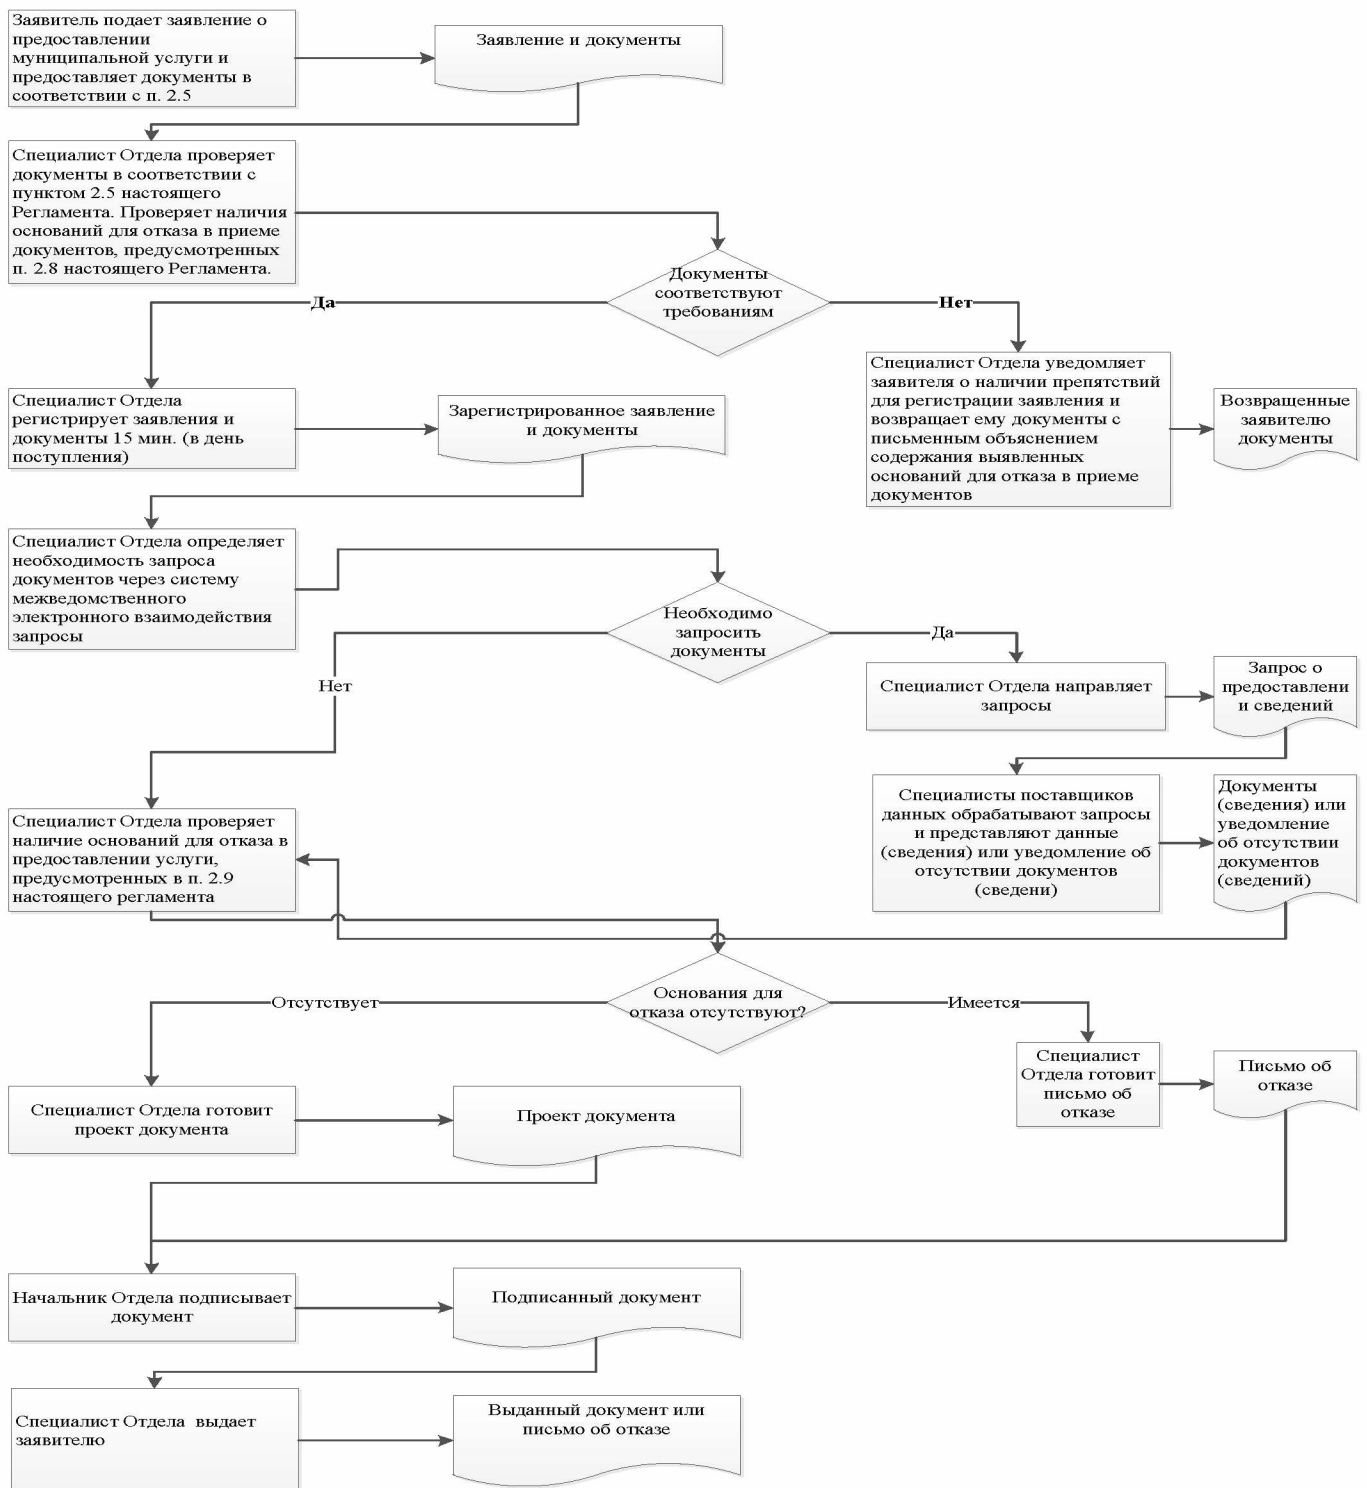 Заявитель подает заявление о
предоставлении
муниципальной услуги и
предоставляет документы в
соответствии с п. 2.5
Заявление и документы
Специалист Отдела проверяет
документы в соответствии с
пунктом 2.5 настоящего
Регламента. Проверяет наличия
оснований для отказа в приеме
документов, предусмотренных
п. 2.8 настоящего Регламента.
Документы
соответствуют
требованиям
Да
Нет
Специалист Отдела
регистрирует заявления и
документы 15 мин. (в день
поступления)
Зарегистрированное заявление
и документы
Специалист Отдела уведомляет
заявителя о наличии препятствий
для регистрации заявления и
возвращает ему документы с
письменным объяснением
содержания выявленных
оснований для отказа в приеме
документов
Возвращенные
заявителю
документы
Специалист Отдела определяет
необходимость запроса
документов через систему
межведомственного
электронного взаимодействия
запросы
Необходимо
запросить
документы
Да
Нет
Специалист Отдела направляет
запросы
Запрос о
предоставлени
и сведений
Специалисты поставщиков
данных обрабатывают запросы
и представляют данные
(сведения) или уведомление об
отсутствии документов
(сведени)
Документы
(сведения) или
уведомление
об отсутствии
документов
(сведений)
Специалист Отдела проверяет
наличие оснований для отказа в
предоставлении услуги,
предусмотренных в п. 2.9
настоящего регламента
Основания для
отказа отсутствуют?
Отсутствует
Имеется
Специалист
Отдела готовит
письмо об
отказе
Письмо об
отказе
Специалист Отдела готовит
проект документа
Проект документа
Начальник Отдела подписывает
документ
Подписанный документ
Специалист Отдела выдает
заявителю
Выданный документ или
письмо об отказе